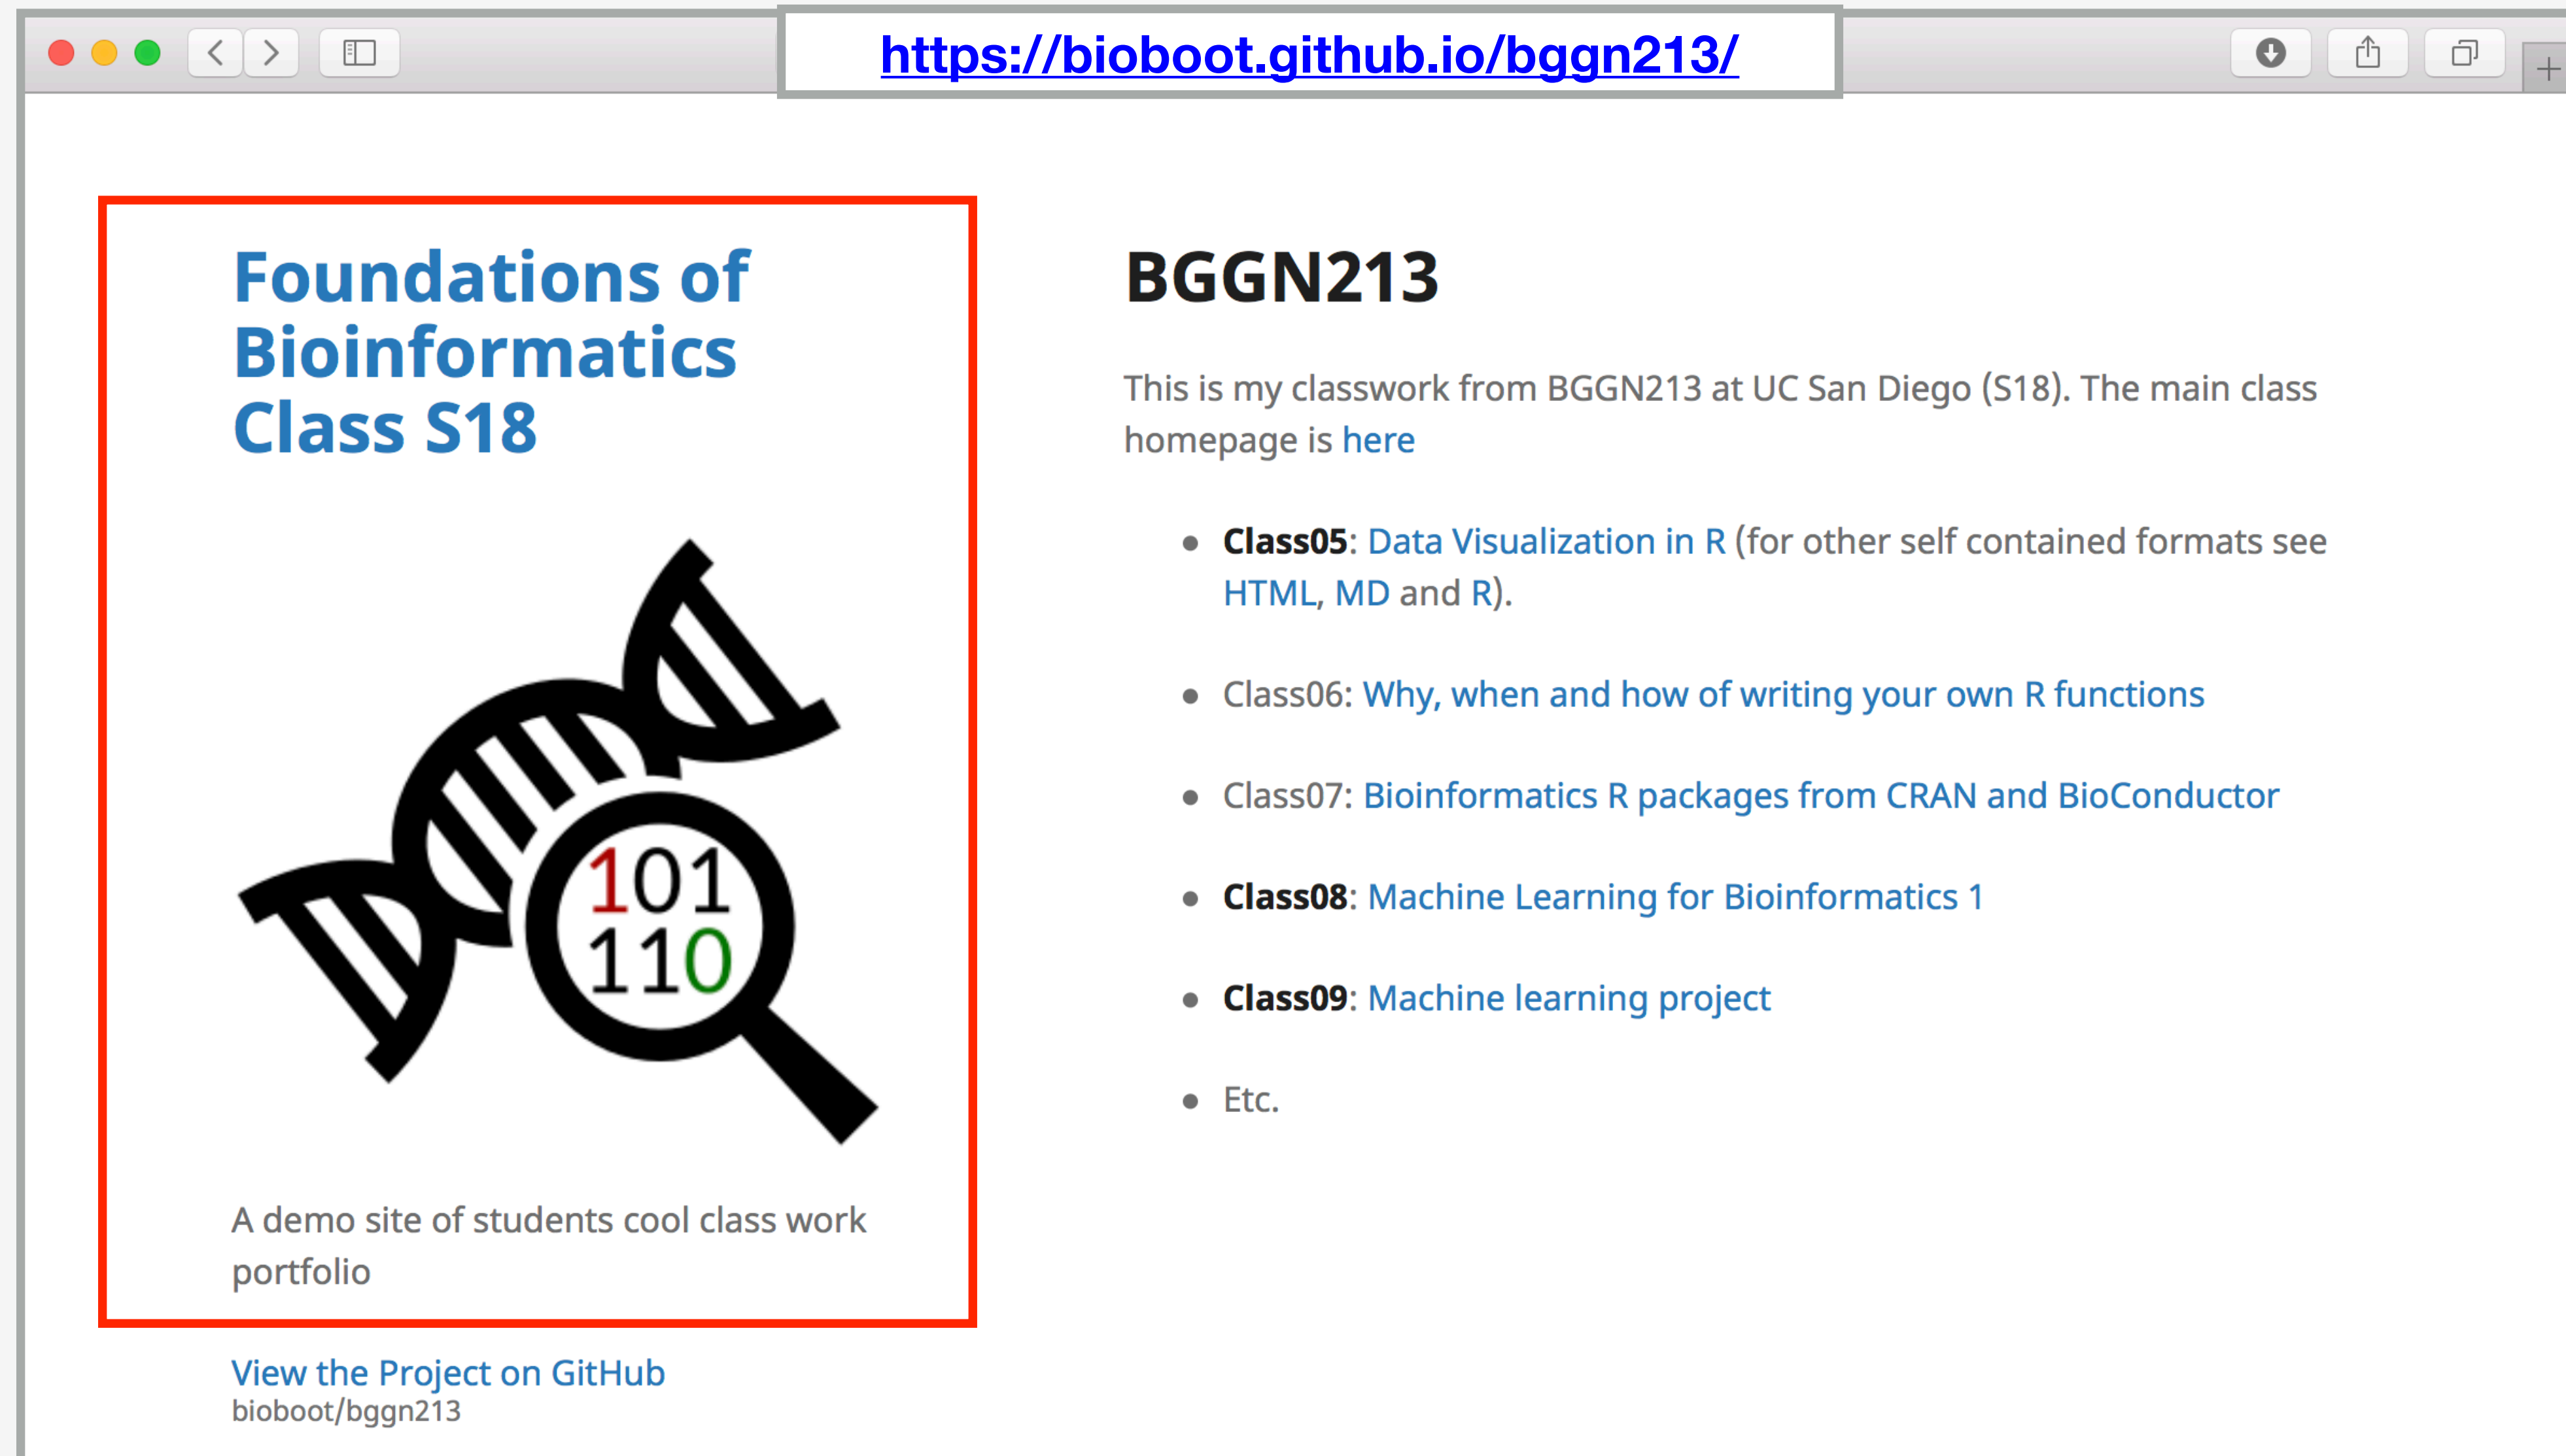 https://bioboot.github.io/bggn213/
Foundations of
Bioinformatics
Class S18
101
110
A demo site of students cool class work
portfolio
View the Project on GitHub
bioboot/bggn213
BGGN213
This is my classwork from BGGN213 at UC San Diego (S18). The main class
homepage is here
• Class05: Data Visualization in R (for other self contained formats see
HTML, MD and R).
• Class06: Why, when and how of writing your own R functions
• Class07: Bioinformatics R packages from CRAN and BioConductor
• Class08: Machine Learning for Bioinformatics 1
• Class09: Machine learning project
• Etc.